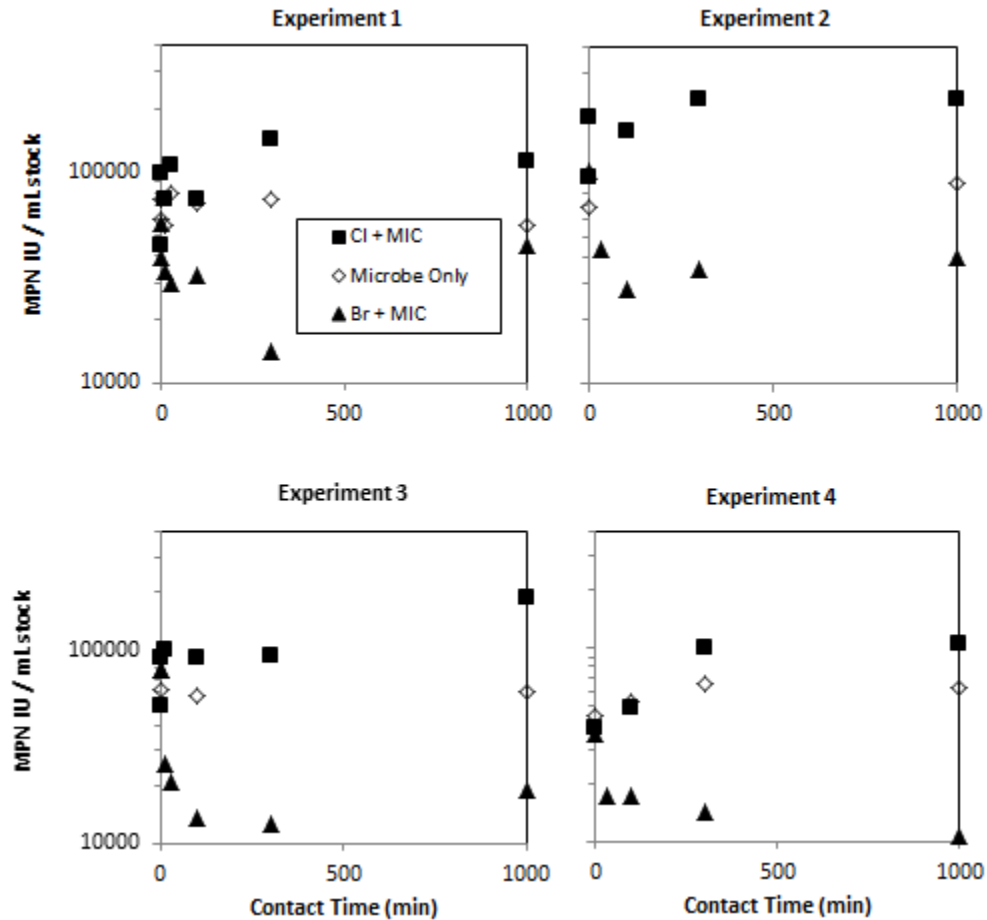 Experiment 1
Experiment 2
MPN IU / mL stock
100000
10000
Cl + MIC
Microbe Only
Br + MIC
0
500
1000
0
500
1000
Experiment 3
Experiment 4
MPN IU / mL stock
100000
10000
0
500
1000
0
500
1000
Contact Time (min)
Contact Time (min)